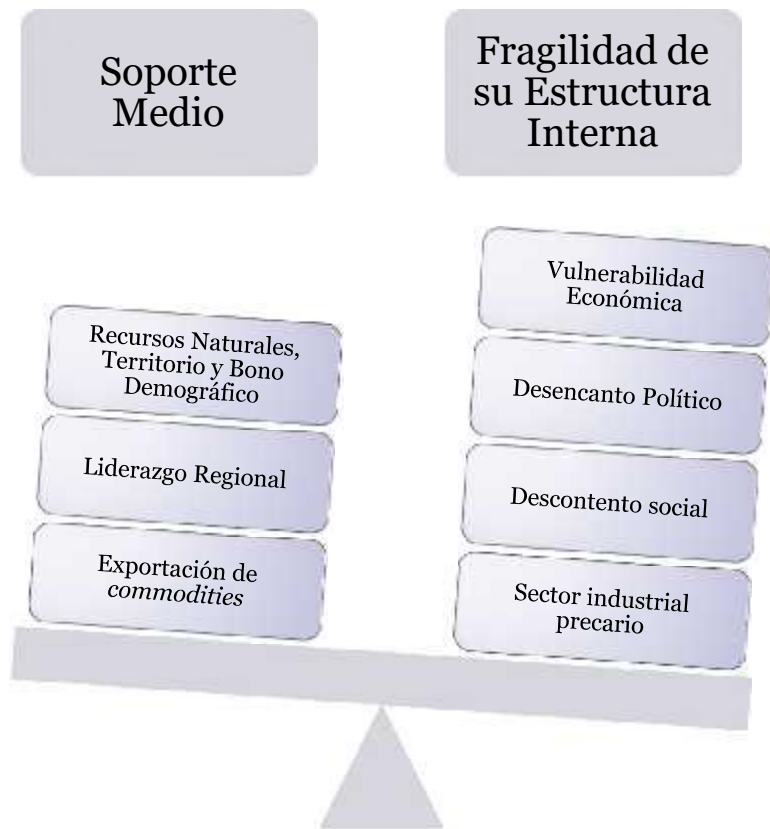 Soporte
Medio
Fragilidad de
su Estructura
Interna
Recursos Naturales,
Territorio y Bono
Demográfico
Liderazgo Regional
Exportación de
commodities
Vulnerabilidad
Económica
Desencanto Político
Descontento social
Sector industrial
precario